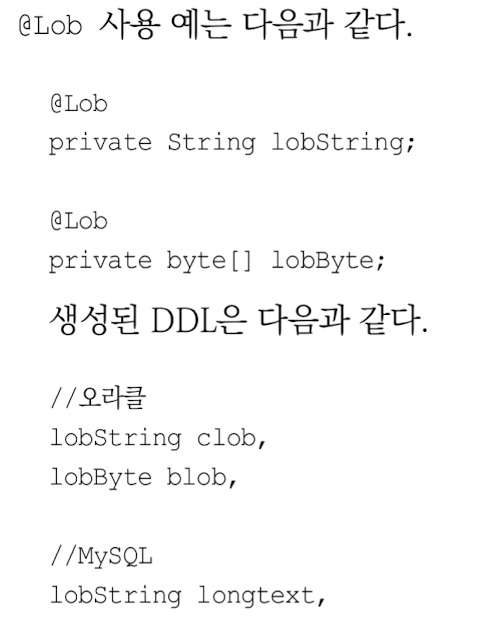 @Lob 사용 예는 다음과 같다.
@Lob
private String lobString;
@Lob
private byte[] lobByte;
생성된 DDL은 다음과 같다.
//오라클
lobString clob,
lobByte blob,
//MySQL
lobString longtext,